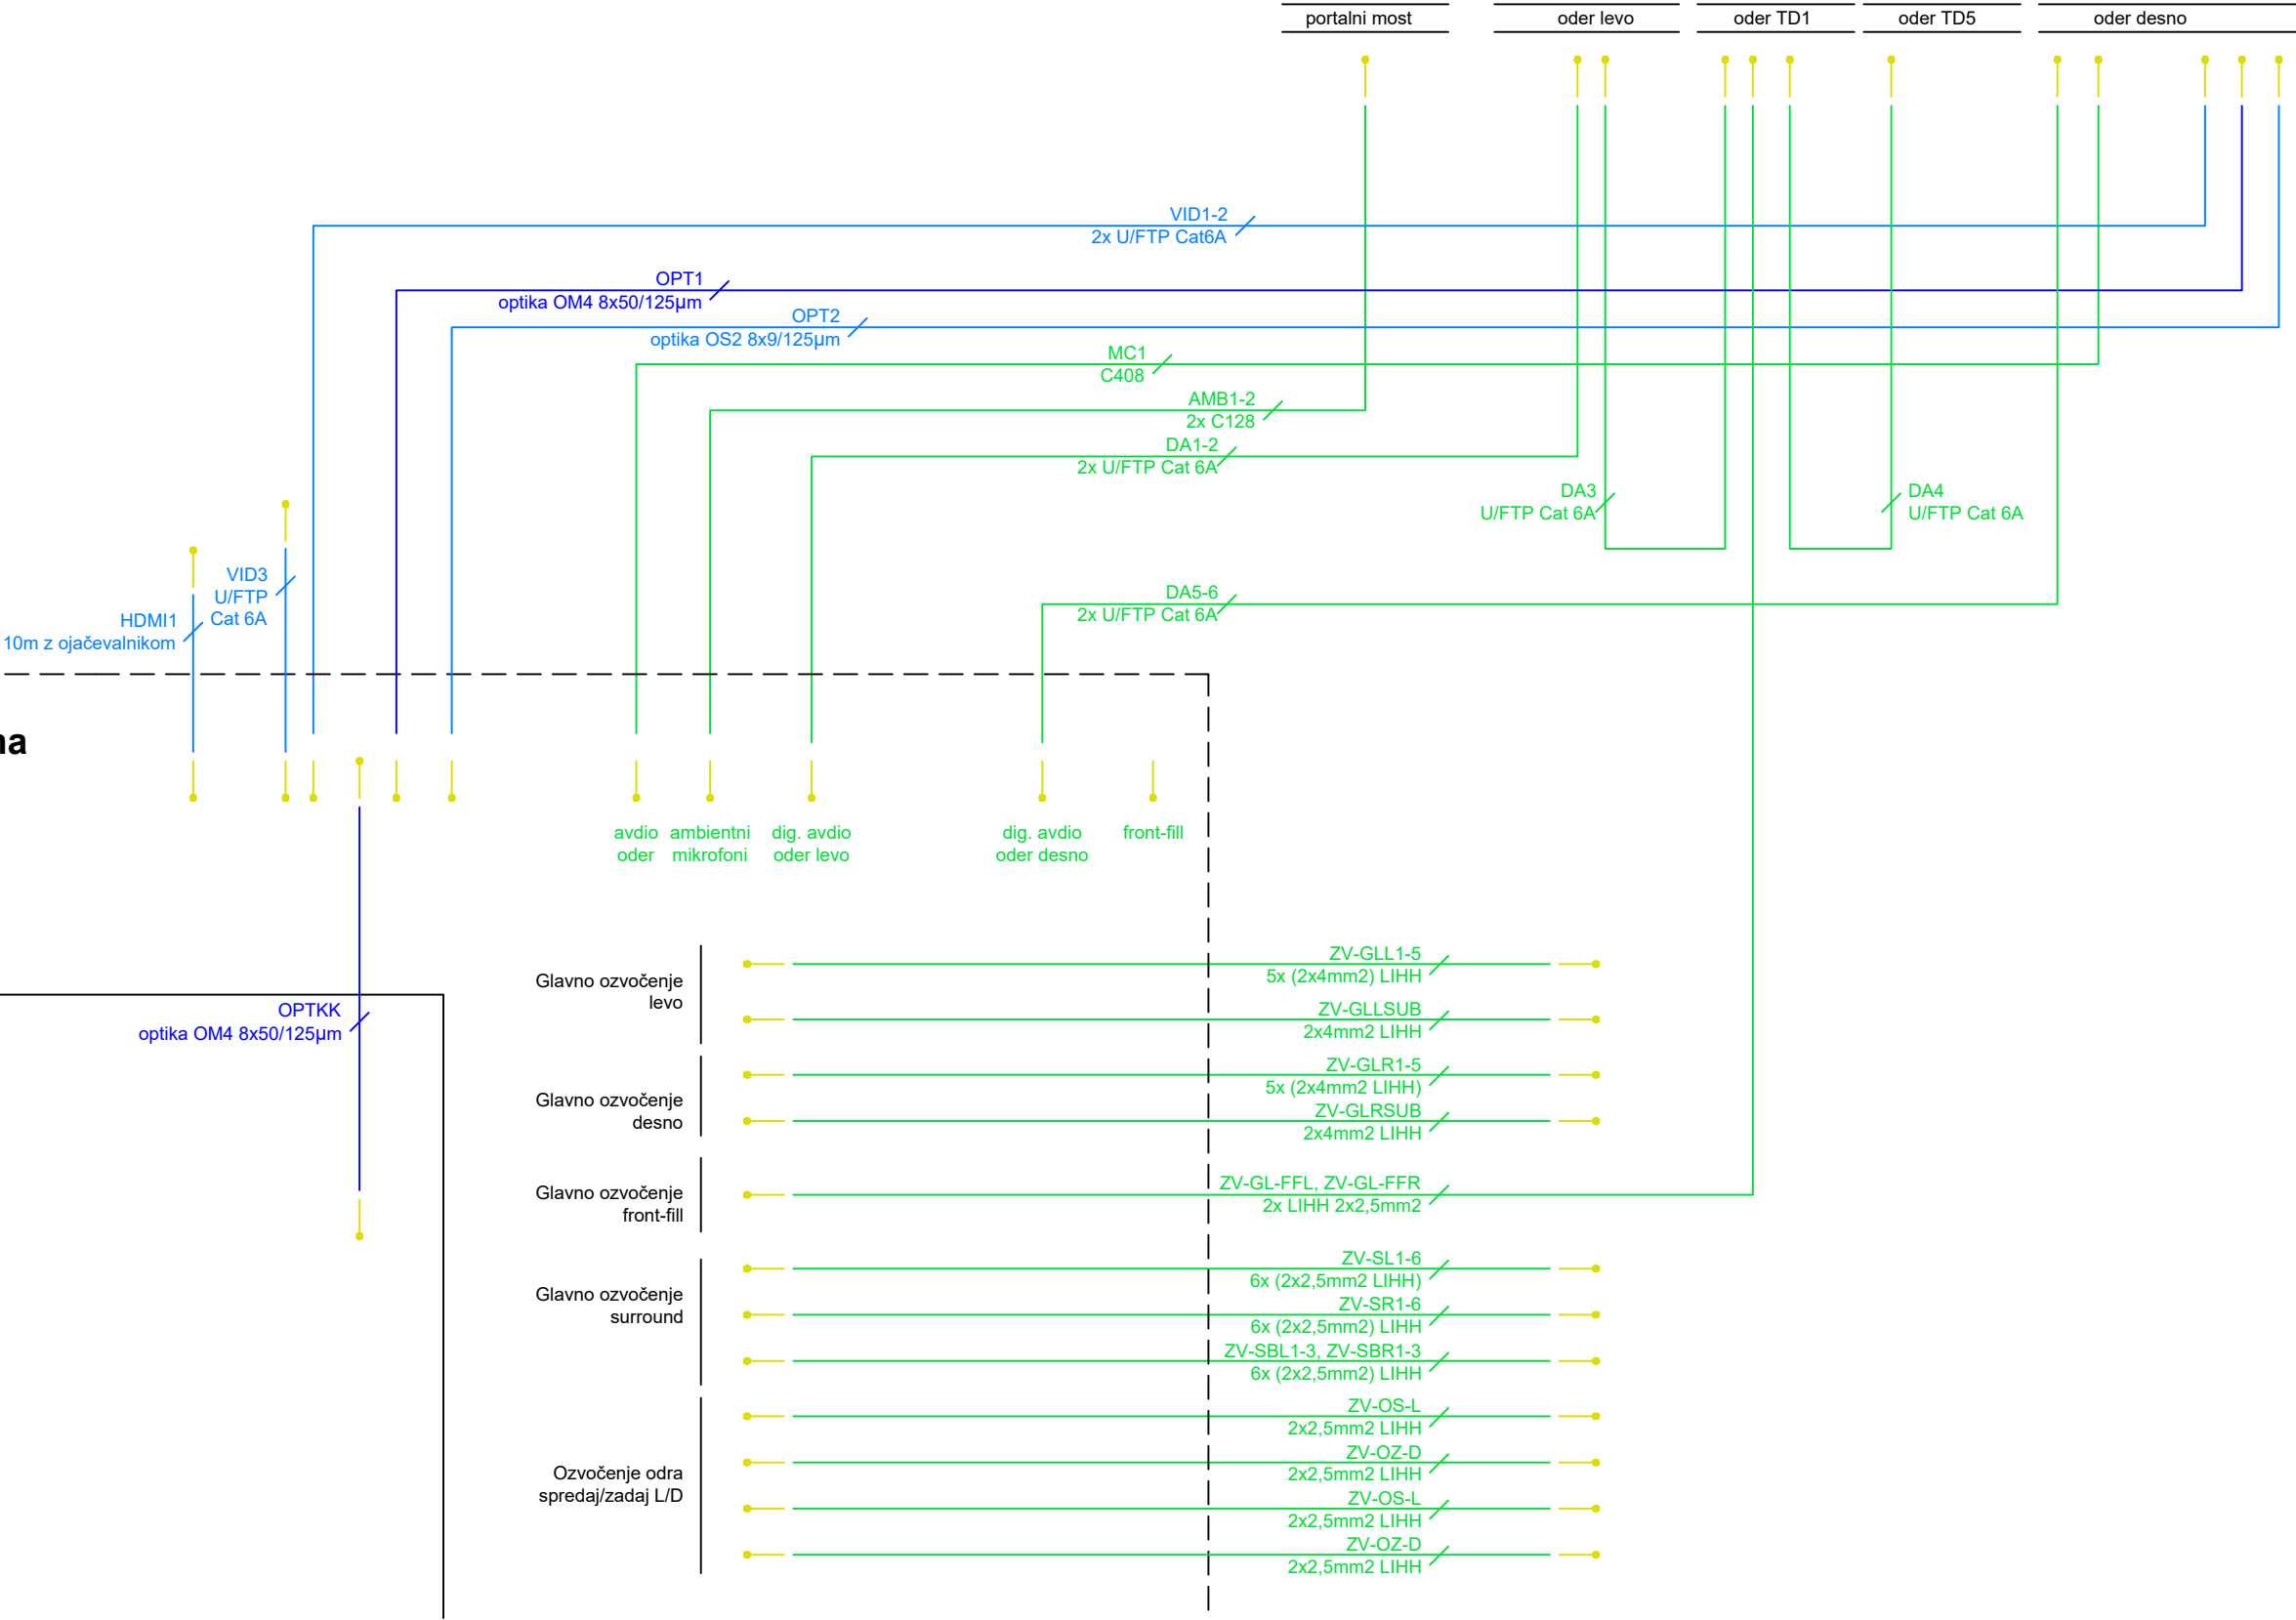 portalni most
oder levo
oder TD1
oder TD5
oder desno
VID1-2
2x U/FTP Cat6A
OPT1
optika OM4 8x50/125µm
OPT2
optika OS2 8x9/125µm
MC1
C408
AMB1-2
2x C128
DA1-2
2x U/FTP Cat 6A
DA3
U/FTP Cat 6A
DA4
U/FTP Cat 6A
VID3
U/FTP
Cat 6A
HDMI1
10m z ojačevalnikom
DA5-6
2x U/FTP Cat 6A
na
avdio
oder
ambientni
mikrofoni
dig. avdio
oder levo
dig. avdio
oder desno
front-fill
OPTKK
optika OM4 8x50/125µm
Glavno ozvočenje
levo
ZV-GLL1-5
5x (2x4mm2) LIHH
ZV-GLLSUB
2x4mm2 LIHH
Glavno ozvočenje
desno
ZV-GLR1-5
5x (2x4mm2 LIHH)
ZV-GLRSUB
2x4mm2 LIHH
Glavno ozvočenje
front-fill
ZV-GL-FFL, ZV-GL-FFR
2x LIHH 2x2,5mm2
Glavno ozvočenje
surround
ZV-SL1-6
6x (2x2,5mm2 LIHH)
ZV-SR1-6
6x (2x2,5mm2) LIHH
ZV-SBL1-3, ZV-SBR1-3
6x (2x2,5mm2) LIHH
Ozvočenje odra
spredaj/zadaj L/D
ZV-OS-L
2x2,5mm2 LIHH
ZV-OZ-D
2x2,5mm2 LIHH
ZV-OS-L
2x2,5mm2 LIHH
ZV-OZ-D
2x2,5mm2 LIHH